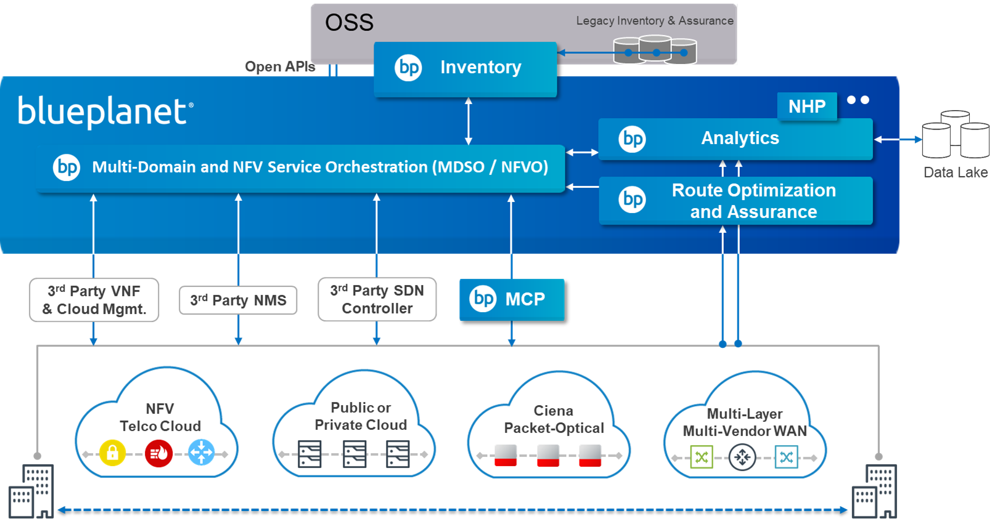 OSS
Legacy Inventory & Assurance
Open APIs
bp Inventory
blueplanet®
NHP
bp Analytics
Data Lake
bp Multi-Domain and NFV Service Orchestration (MDSO / NFVO)
bp Route Optimization
and Assurance
3rd Party VNF
& Cloud Mgmt.
3rd Party NMS
3rd Party SDN
Controller
bp MCP
NFV
Telco Cloud
Public or
Private Cloud
Ciena
Packet-Optical
Multi-Layer
Multi-Vendor WAN